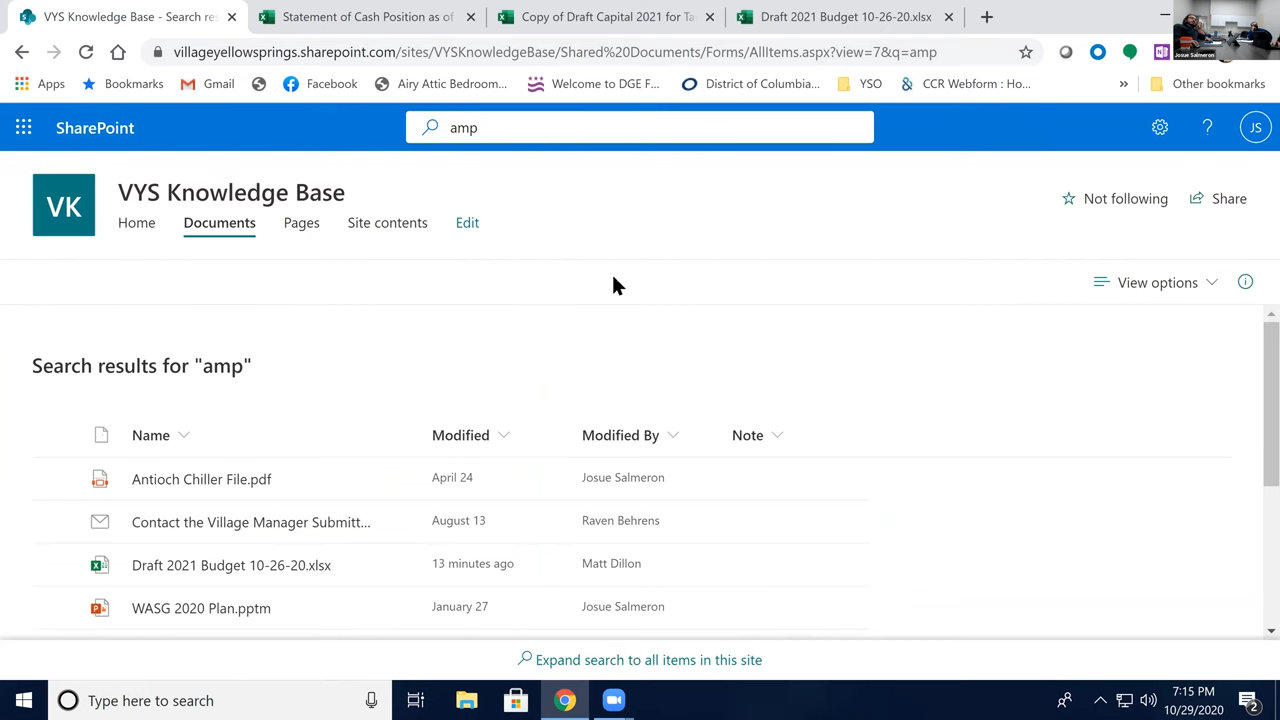 VYS Knowledge Base - Search res
Statement of Cash Position as of
Copy of Draft Capital 2021 for Ta
Draft 2021 Budget 10-26-20.xlsx
Josue Salmeron
villageyellowsprings.sharepoint.com/sites/VYSKnowledgeBase/Shared%20Documents/Forms/AllItems.aspx?view=7&q=amp
Apps
Bookmarks
Gmail
Facebook
Airy Attic Bedroom...
Welcome to DGE F...
District of Columbia...
YSO
CCR Webform : Ho...
»
Other bookmarks
SharePoint
amp
?
JS
VK
VYS Knowledge Base
Not following
Share
Home
Documents
Pages
Site contents
Edit
View options
Search results for "amp"
Name
Modified
Modified By
Note
Antioch Chiller File.pdf
April 24
Josue Salmeron
Contact the Village Manager Submitt...
August 13
Raven Behrens
Draft 2021 Budget 10-26-20.xlsx
13 minutes ago
Matt Dillon
WASG 2020 Plan.pptm
January 27
Josue Salmeron
Expand search to all items in this site
Type here to search
7:15 PM
10/29/2020
2